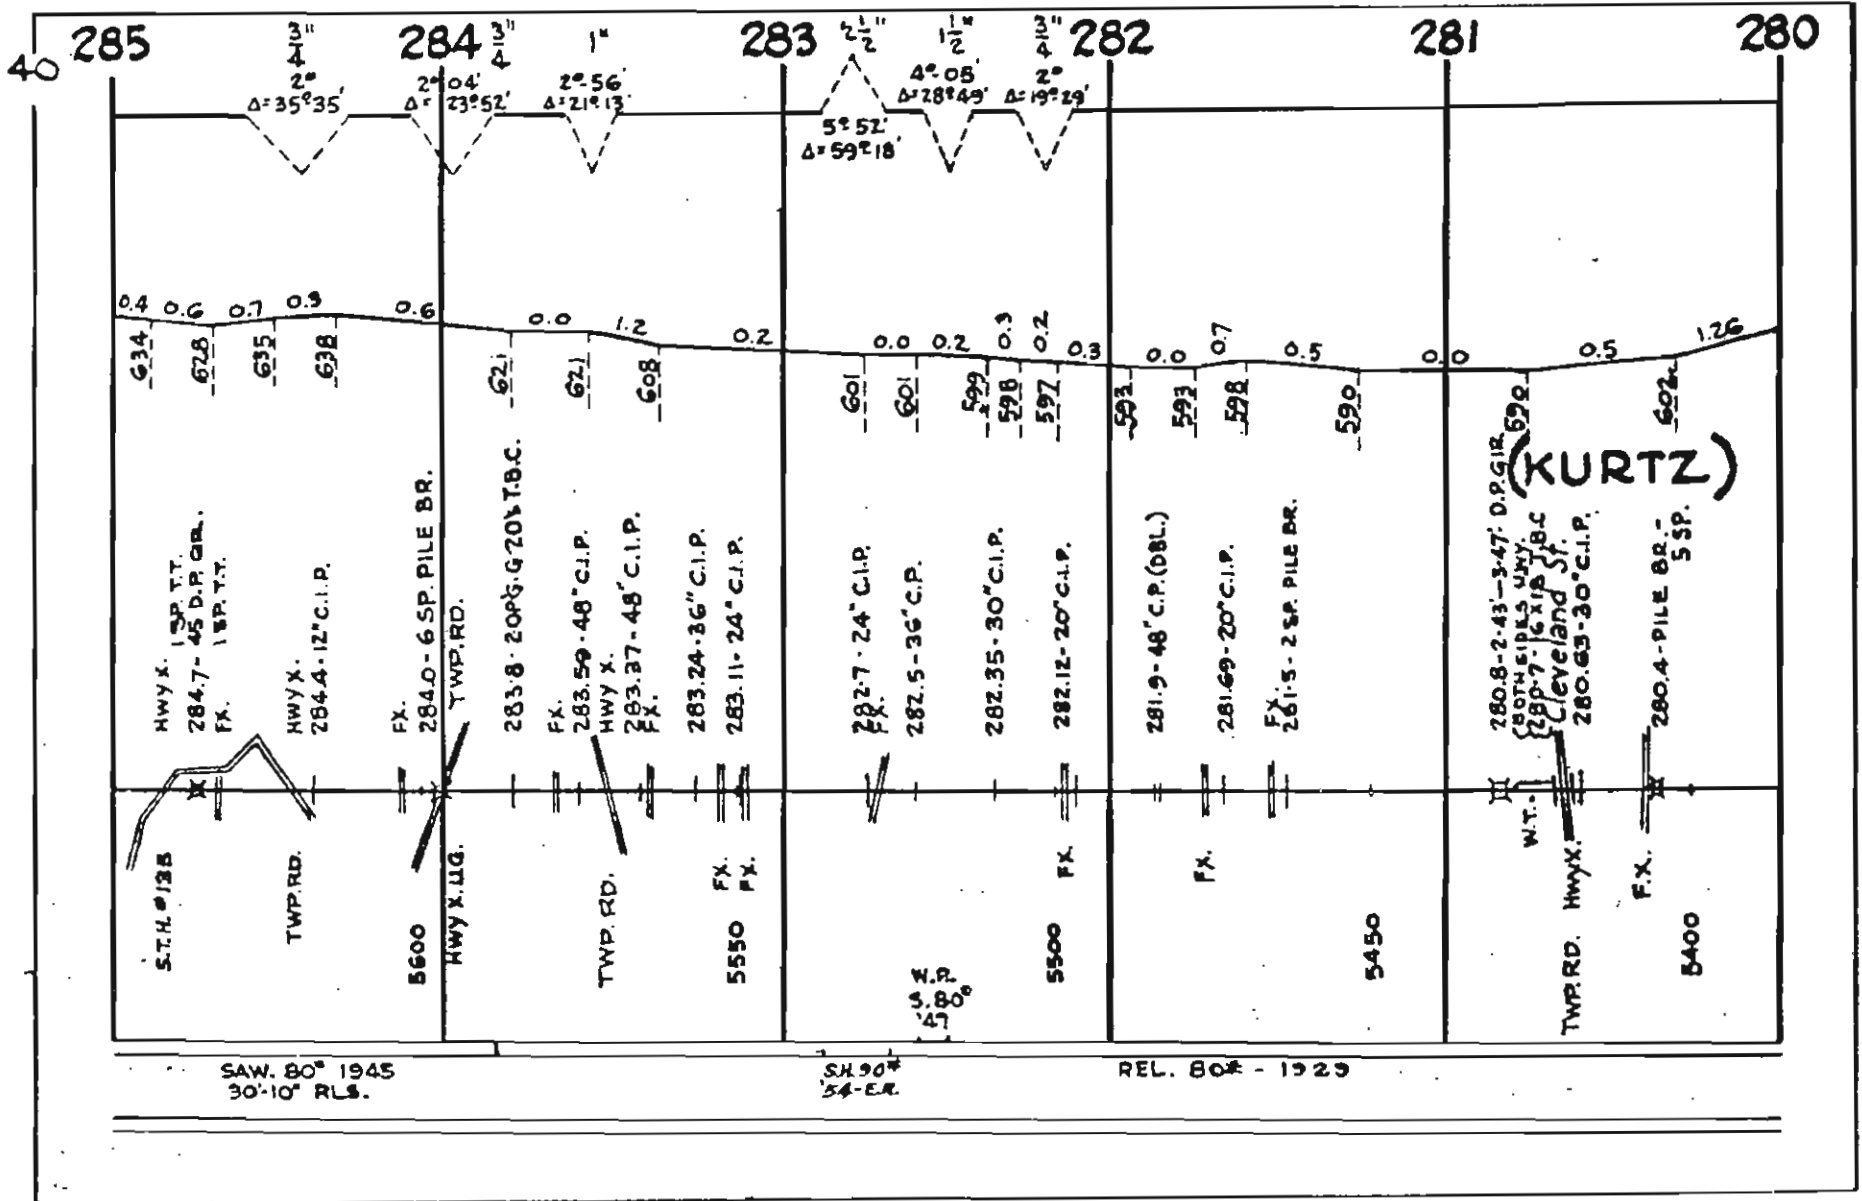 40
285 284 283 282 281 280
3/4"
2°
Δ=35°35'
3/4"
2°04'
Δ=23°52'
1"
2°-56'
Δ=21°13'
2 1/2"
5°52'
Δ=59°18'
1 1/2"
4°-05'
Δ=28°49'
3/4"
2°
Δ=19°29'
0.4 0.6 0.7 0.3 0.6 0.0 1.2 0.2 0.0 0.2 0.3 0.2 0.3 0.0 0.7 0.5 0.0 0.5 1.26
634 628 635 638 621 621 608 601 601 599 598 597 593 593 598 590 590 602
(KURTZ)
HWY X.
1 SP. T.T.
284.7-45 D.P. GR.
FX. 1 SP. T.T.
HWY X.
284.4-12" C.I.P.
FX.
284.0-6 SP. PILE BR.
TWP. RD.
283.8-20
T.B.C.
FX.
283.59-48" C.I.P.
HWY X.
283.37-48" C.I.P.
FX.
283.24-36" C.I.P.
283.11-24" C.I.P.
282.7-24" C.I.P.
FX.
282.5-36" C.P.
282.35-30" C.I.P.
282.12-20" C.I.P.
281.9-48" C.P. (DBL.)
281.69-20" C.I.P.
FX.
281.5-2 SP. PILE BR.
280.8-2-43'-3-47' D.P. GIR.
(BOTH SIDES HWY.
280.7-16X18 T.B.C
Cleveland St.
280.63-30" C.I.P.
280.4-PILE BR.-
5 SP.
S.T.H. #135
TWP. RD.
5600
HWY X. UG.
TWP. RD.
FX.
FX.
5550
W.R.
S.80#
'47
FX.
5500
FX.
5450
W.T.
TWP. RD. HWY X.
F.X.
5400
SAW. 80# 1945
30'-10" RLS.
S.H. 90#
'54-E.R.
REL. 80# - 1929